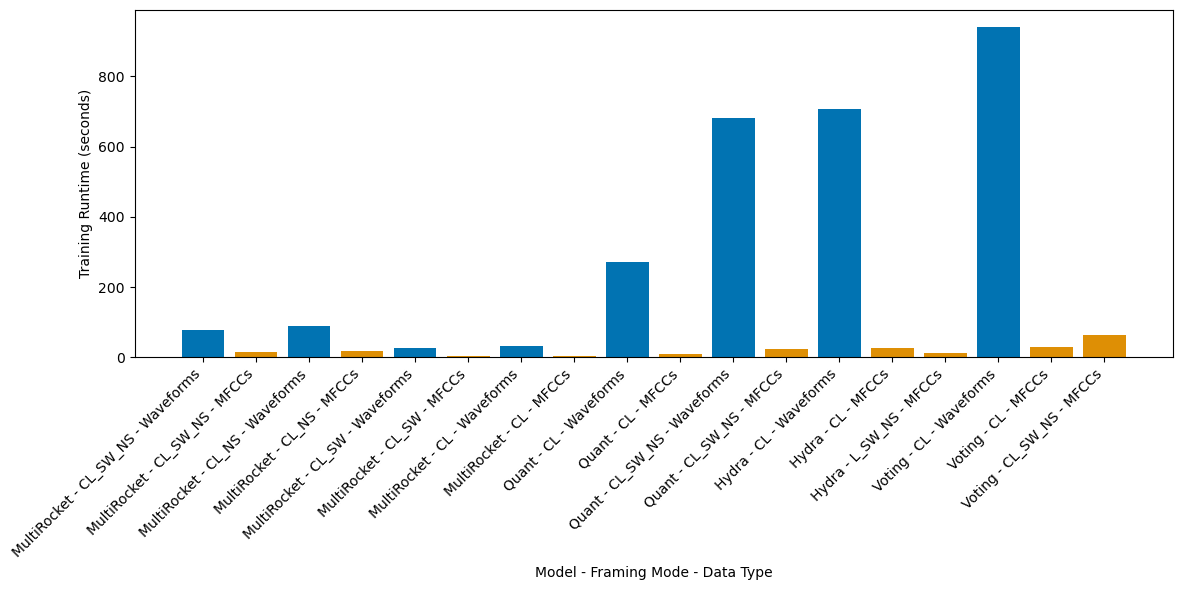 800
600
400
200
0
Training Runtime (seconds)
MultiRocket - CL_SW_NS - Waveforms
MultiRocket - CL_SW_NS - MFCCs
MultiRocket - CL_NS - Waveforms
MultiRocket - CL_NS - MFCCs
MultiRocket - CL_SW - Waveforms
MultiRocket - CL_SW - MFCCs
MultiRocket - CL - Waveforms
MultiRocket - CL - MFCCs
Quant - CL - Waveforms
Quant - CL - MFCCs
Quant - CL_SW_NS - Waveforms
Quant - CL_SW_NS - MFCCs
Hydra - CL - Waveforms
Hydra - CL - MFCCs
Hydra - L_SW_NS - MFCCs
Voting - CL - Waveforms
Voting - CL - MFCCs
Voting - CL_SW_NS - MFCCs
Model - Framing Mode - Data Type